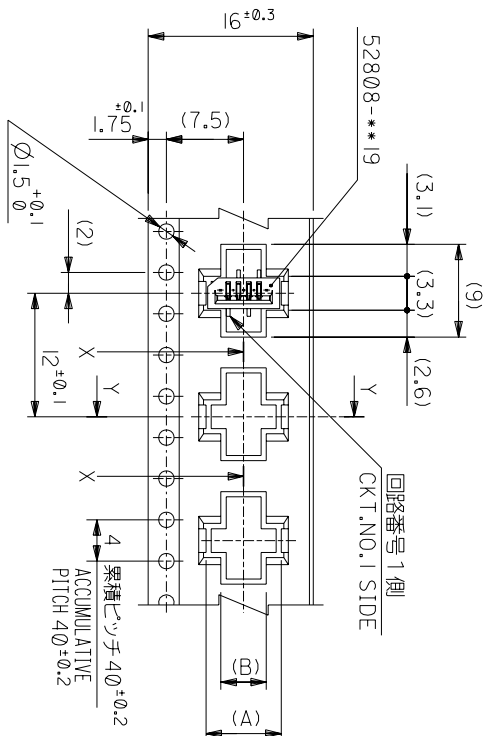 16±0.3
(7.5)
1.75±0.1
Ø1.5 +0.1 0
(2)
12±0.1
X
Y
X
Y
52808-**19
(3.1)
(3.3)
(9)
(2.6)
回路番号1側
CKT.NO.1 SIDE
4
累積ピッチ 40±0.2
ACCUMULATIVE
PITCH 40±0.2
(B)
(A)